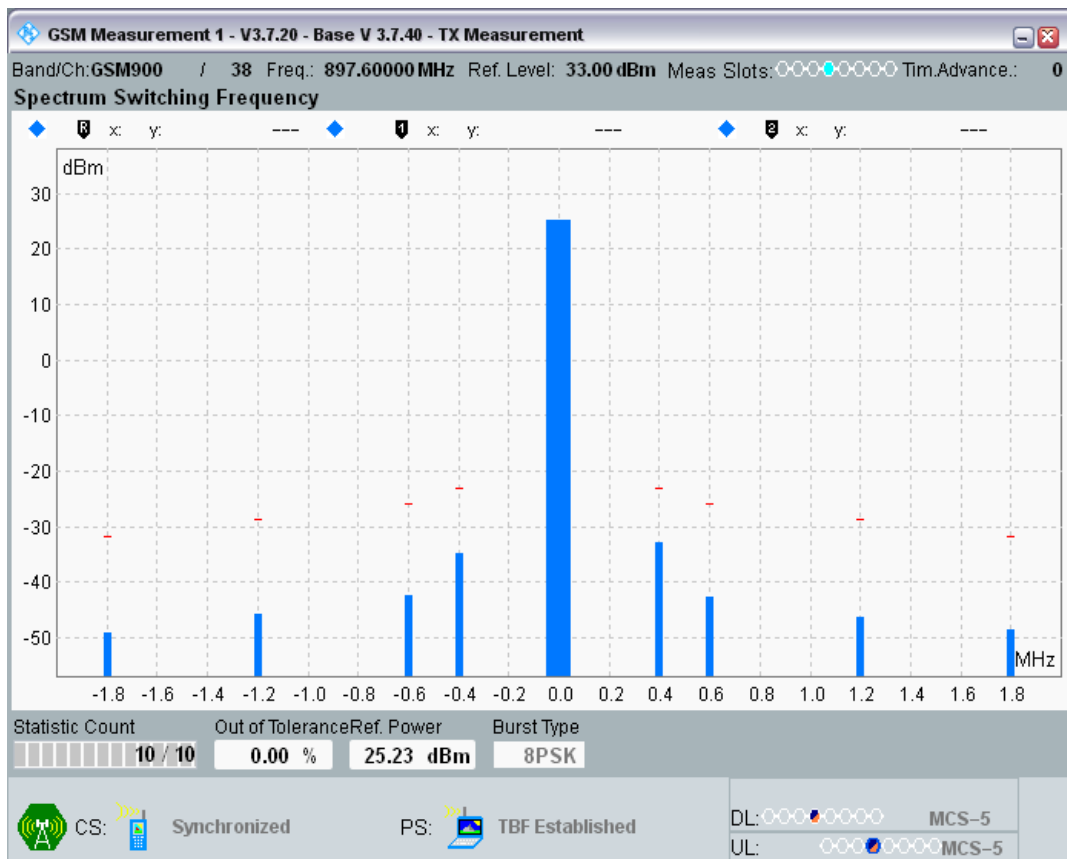 GSM Measurement 1 - V3.7.20 - Base V 3.7.40 - TX Measurement
Band/Ch:GSM900 / 38 Freq.: 897.60000 MHz Ref. Level: 33.00 dBm Meas Slots: Tim.Advance.: 0
Spectrum Switching Frequency
R x: y: --- 1 x: y: --- 2 x: y: ---
dBm
30
20
10
0
-10
-20
-30
-40
-50
MHz
-1.8 -1.6 -1.4 -1.2 -1.0 -0.8 -0.6 -0.4 -0.2 0.0 0.2 0.4 0.6 0.8 1.0 1.2 1.4 1.6 1.8
Statistic Count Out of Tolerance Ref. Power Burst Type
10 / 10 0.00 % 25.23 dBm 8PSK
CS: Synchronized PS: TBF Established DL: MCS-5
UL: MCS-5